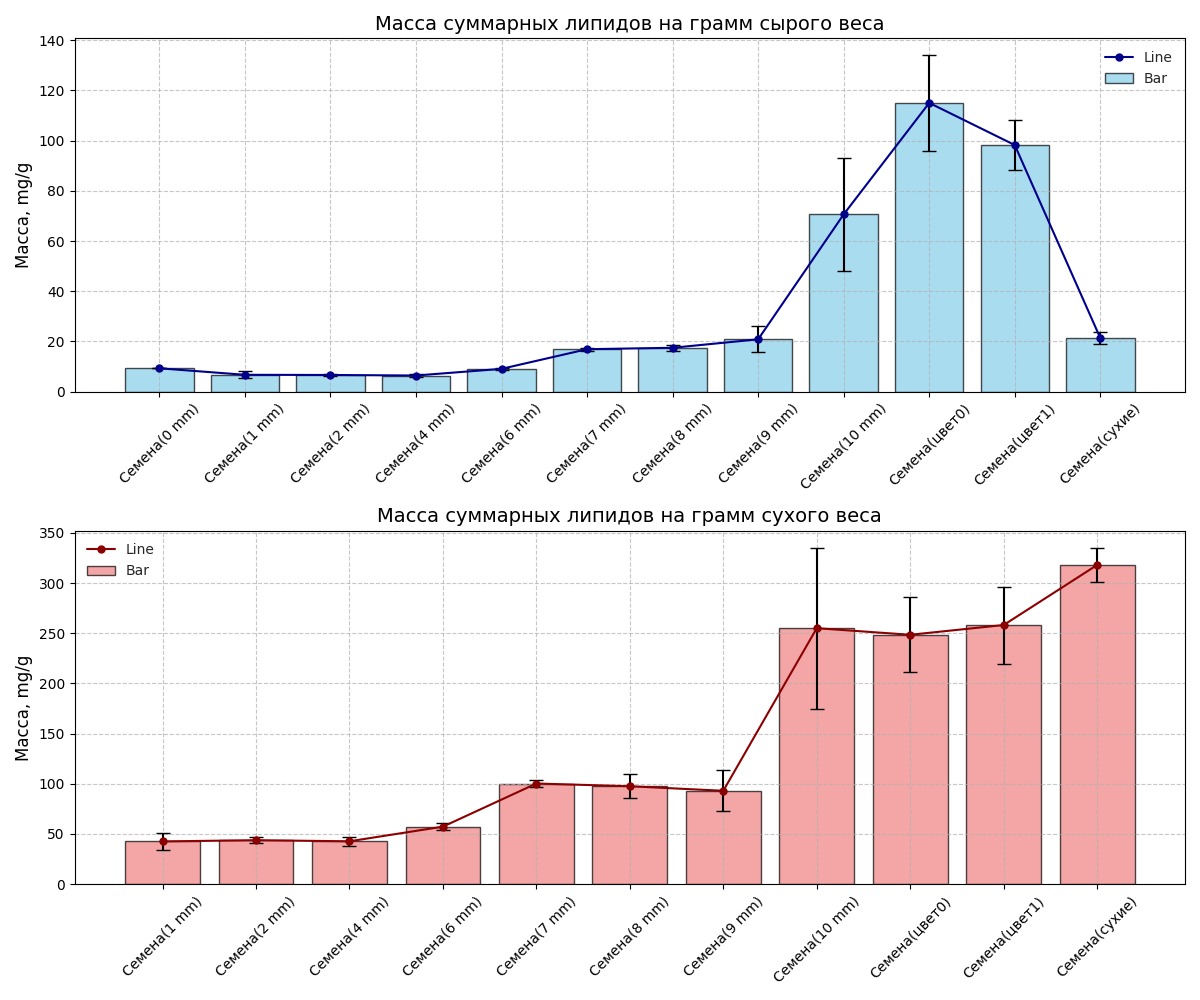 Масса суммарных липидов на грамм сырого веса
Масса, mg/g
140
120
100
80
60
40
20
0
Line
Bar
Семена(0 mm)
Семена(1 mm)
Семена(2 mm)
Семена(4 mm)
Семена(6 mm)
Семена(7 mm)
Семена(8 mm)
Семена(9 mm)
Семена(10 mm)
Семена(цвет0)
Семена(цвет1)
Семена(сухие)
Масса суммарных липидов на грамм сухого веса
Масса, mg/g
350
300
250
200
150
100
50
0
Line
Bar
Семена(1 mm)
Семена(2 mm)
Семена(4 mm)
Семена(6 mm)
Семена(7 mm)
Семена(8 mm)
Семена(9 mm)
Семена(10 mm)
Семена(цвет0)
Семена(цвет1)
Семена(сухие)